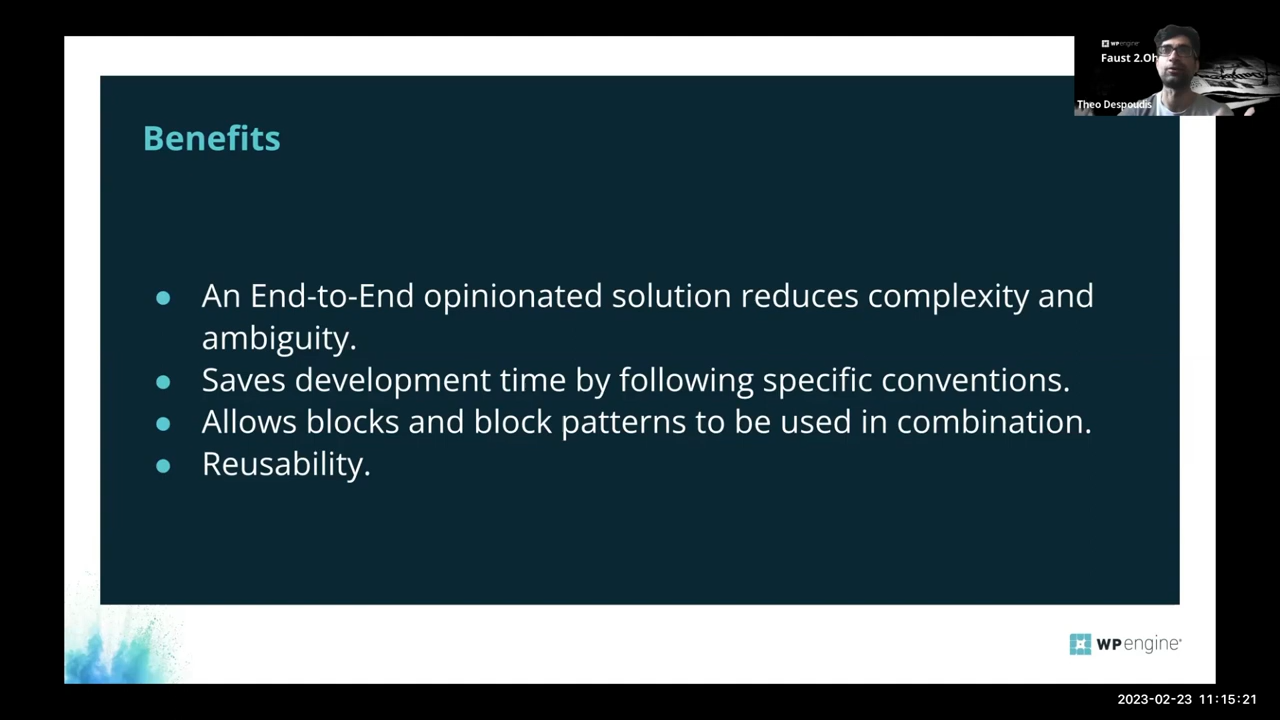 WPengine
Faust 2.Oh
Theo Despoudis
Benefits
● An End-to-End opinionated solution reduces complexity and
ambiguity.
● Saves development time by following specific conventions.
● Allows blocks and block patterns to be used in combination.
● Reusability.
WPengine
2023-02-23 11:15:21